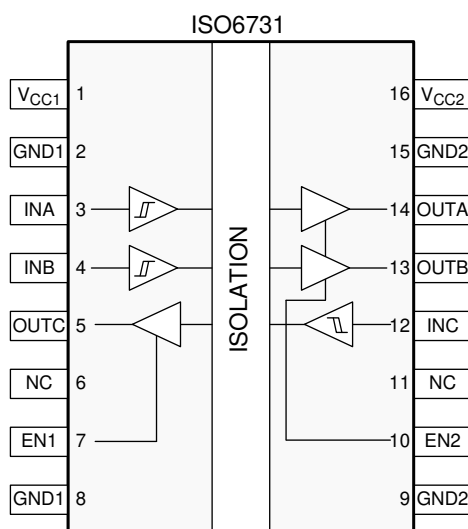 ISO6731
VCC1 1 16 VCC2
GND1 2 15 GND2
INA 3 14 OUTA
INB 4 13 OUTB
OUTC 5 12 INC
NC 6 11 NC
EN1 7 10 EN2
GND1 8 9 GND2
ISOLATION